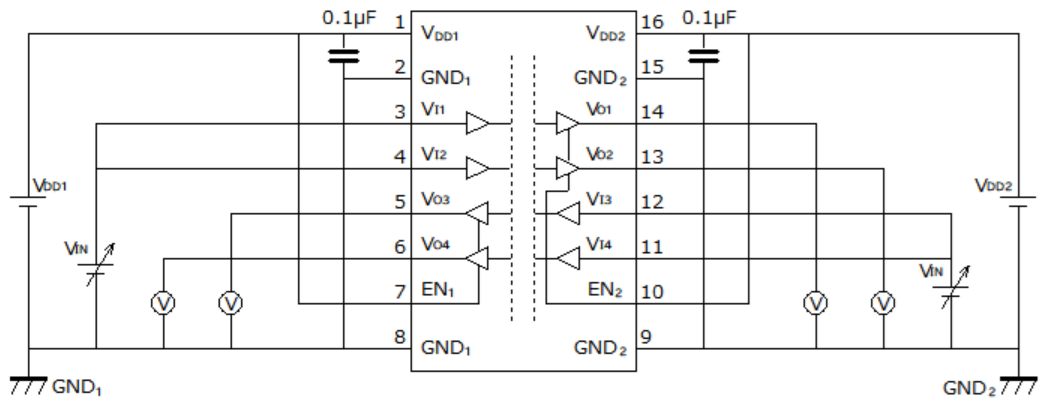 0.1µF 1 16 0.1µF
VDD1 VDD2
2 15
GND1 GND2
3 VI1 VO1 14
4 VI2 VO2 13
VDD1 5 VO3 VI3 12 VDD2
VIN 6 VO4 VI4 11 VIN
V V 7 EN1 EN2 10 V V
8 9
GND1 GND2
GND1 GND2